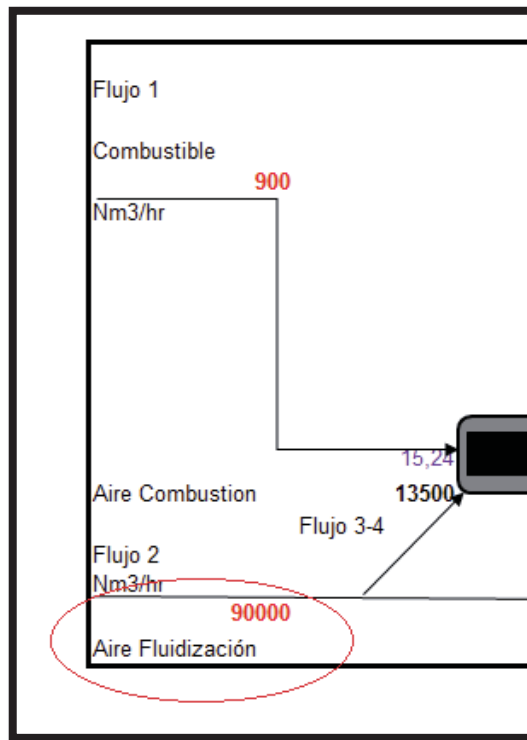 Flujo 1
Combustible
900
Nm3/hr
15,24
Aire Combustion
13500
Flujo 3-4
Flujo 2
Nm3/hr
90000
Aire Fluidización